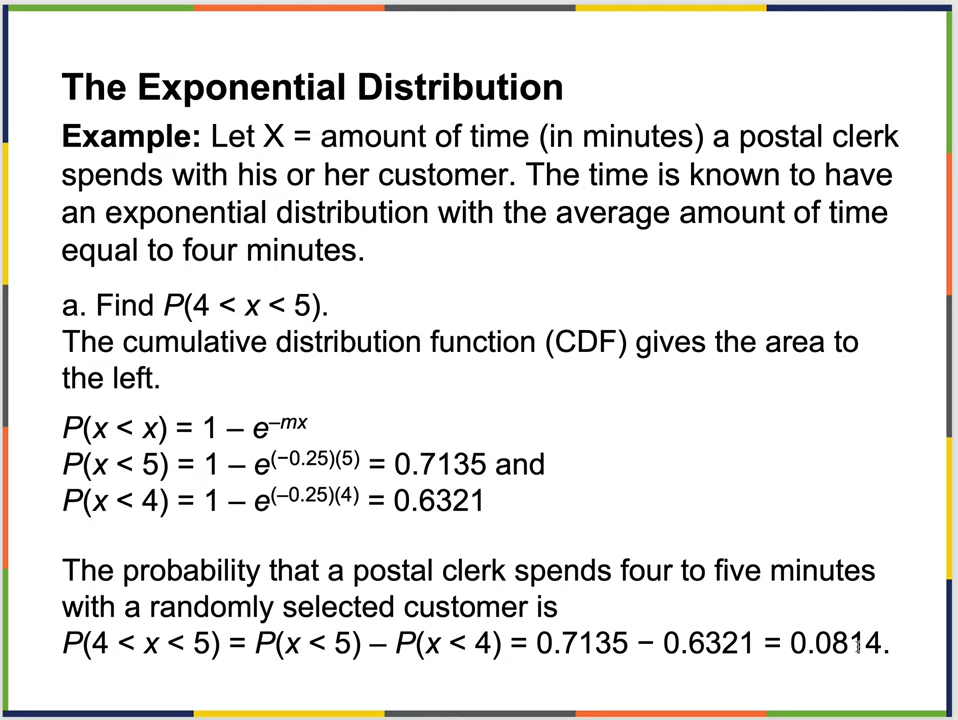 The Exponential Distribution
Example: Let X = amount of time (in minutes) a postal clerk
spends with his or her customer. The time is known to have
an exponential distribution with the average amount of time
equal to four minutes.
a. Find P(4 < x < 5).
The cumulative distribution function (CDF) gives the area to
the left.
P(x < x) = 1 – e^–mx
P(x < 5) = 1 – e^(−0.25)(5) = 0.7135 and
P(x < 4) = 1 – e^(–0.25)(4) = 0.6321
The probability that a postal clerk spends four to five minutes
with a randomly selected customer is
P(4 < x < 5) = P(x < 5) – P(x < 4) = 0.7135 − 0.6321 = 0.0814.